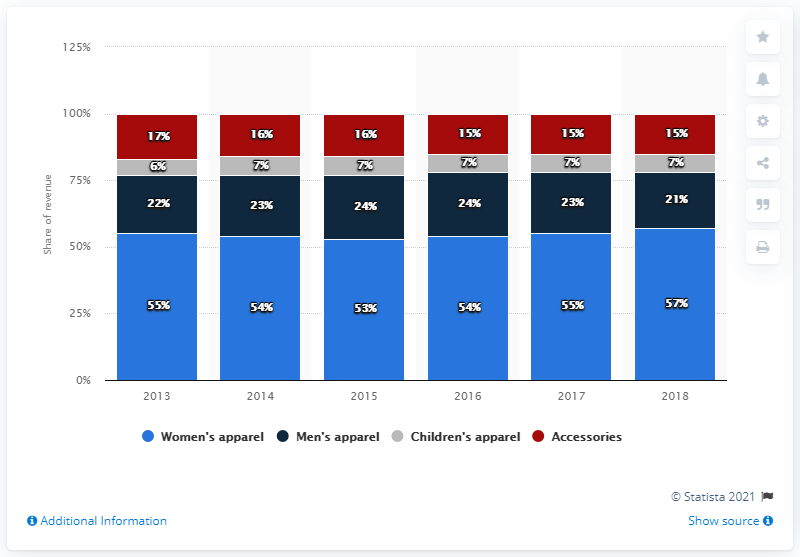 125%
100%
75%
50%
25%
0%
Share of revenue
17% 16% 16% 15% 15% 15%
6% 7% 7% 7% 7% 7%
22% 23% 24% 24% 23% 21%
55% 54% 53% 54% 55% 57%
2013 2014 2015 2016 2017 2018
Women's apparel Men's apparel Children's apparel Accessories
© Statista 2021
Additional Information Show source